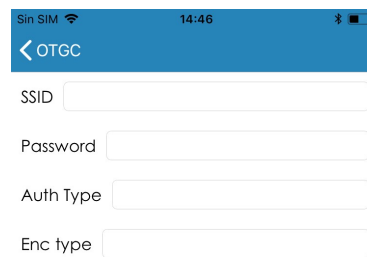 Sin SIM 14:46
OTGC
SSID
Password
Auth Type
Enc type